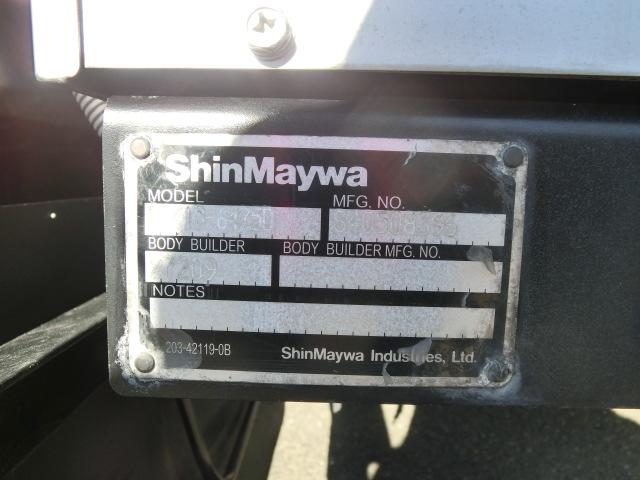 ShinMaywa
MODEL
MFG. NO.
BODY BUILDER
BODY BUILDER MFG. NO.
NOTES
203-42119-0B
ShinMaywa Industries, Ltd.